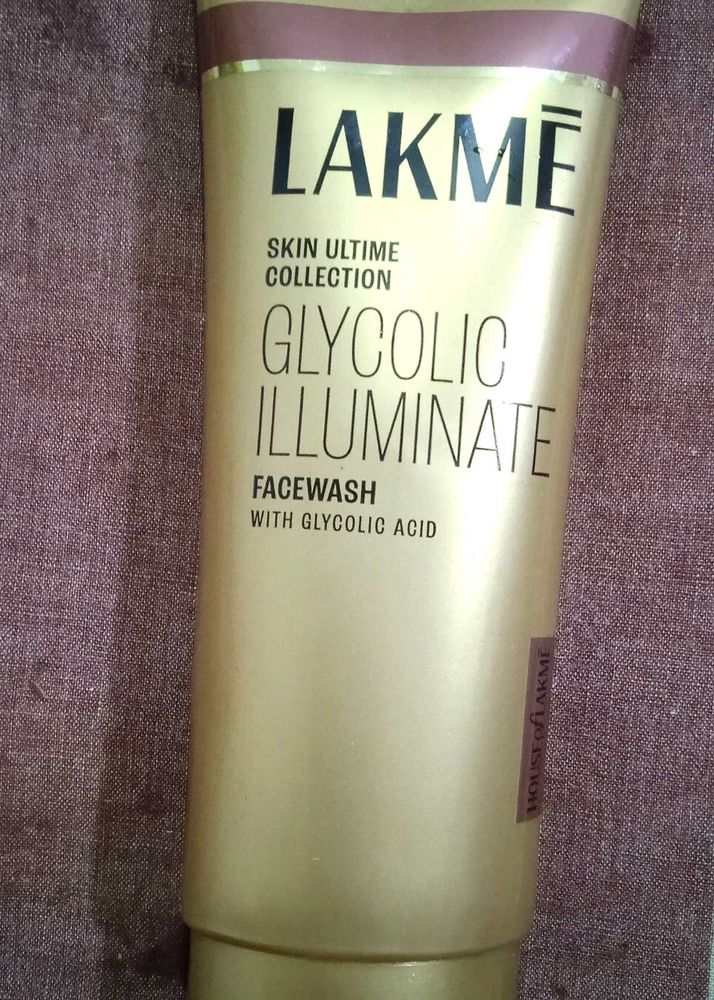 LAKMĒ
SKIN ULTIME
COLLECTION
GLYCOLIC
ILLUMINATE
FACEWASH
WITH GLYCOLIC ACID
HOUSE of LAKMĒ